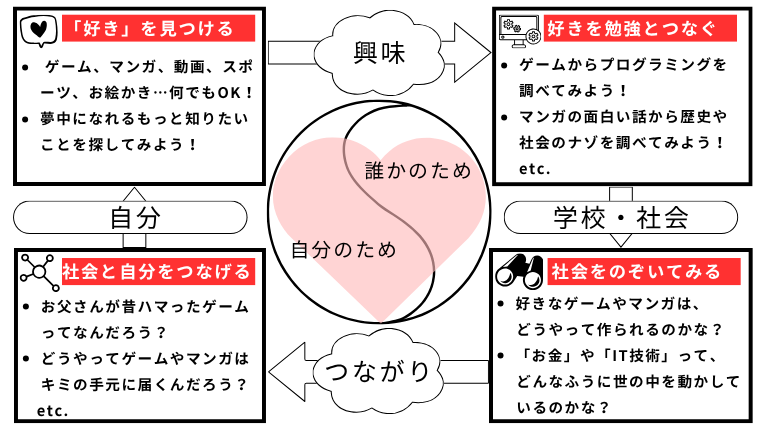 「好き」を見つける
• ゲーム、マンガ、動画、スポ
ーツ、お絵かき…何でもOK！
• 夢中になれるもっと知りたい
ことを探してみよう！
興味
好きを勉強とつなぐ
• ゲームからプログラミングを
調べてみよう！
• マンガの面白い話から歴史や
社会のナゾを調べてみよう！
etc.
誰かのため
自分のため
自分
学校・社会
社会と自分をつなげる
• お父さんが昔ハマったゲーム
ってなんだろう？
• どうやってゲームやマンガは
キミの手元に届くんだろう？
etc.
つながり
社会をのぞいてみる
• 好きなゲームやマンガは、
どうやって作られるのかな？
• 「お金」や「IT技術」って、
どんなふうに世の中を動かして
いるのかな？